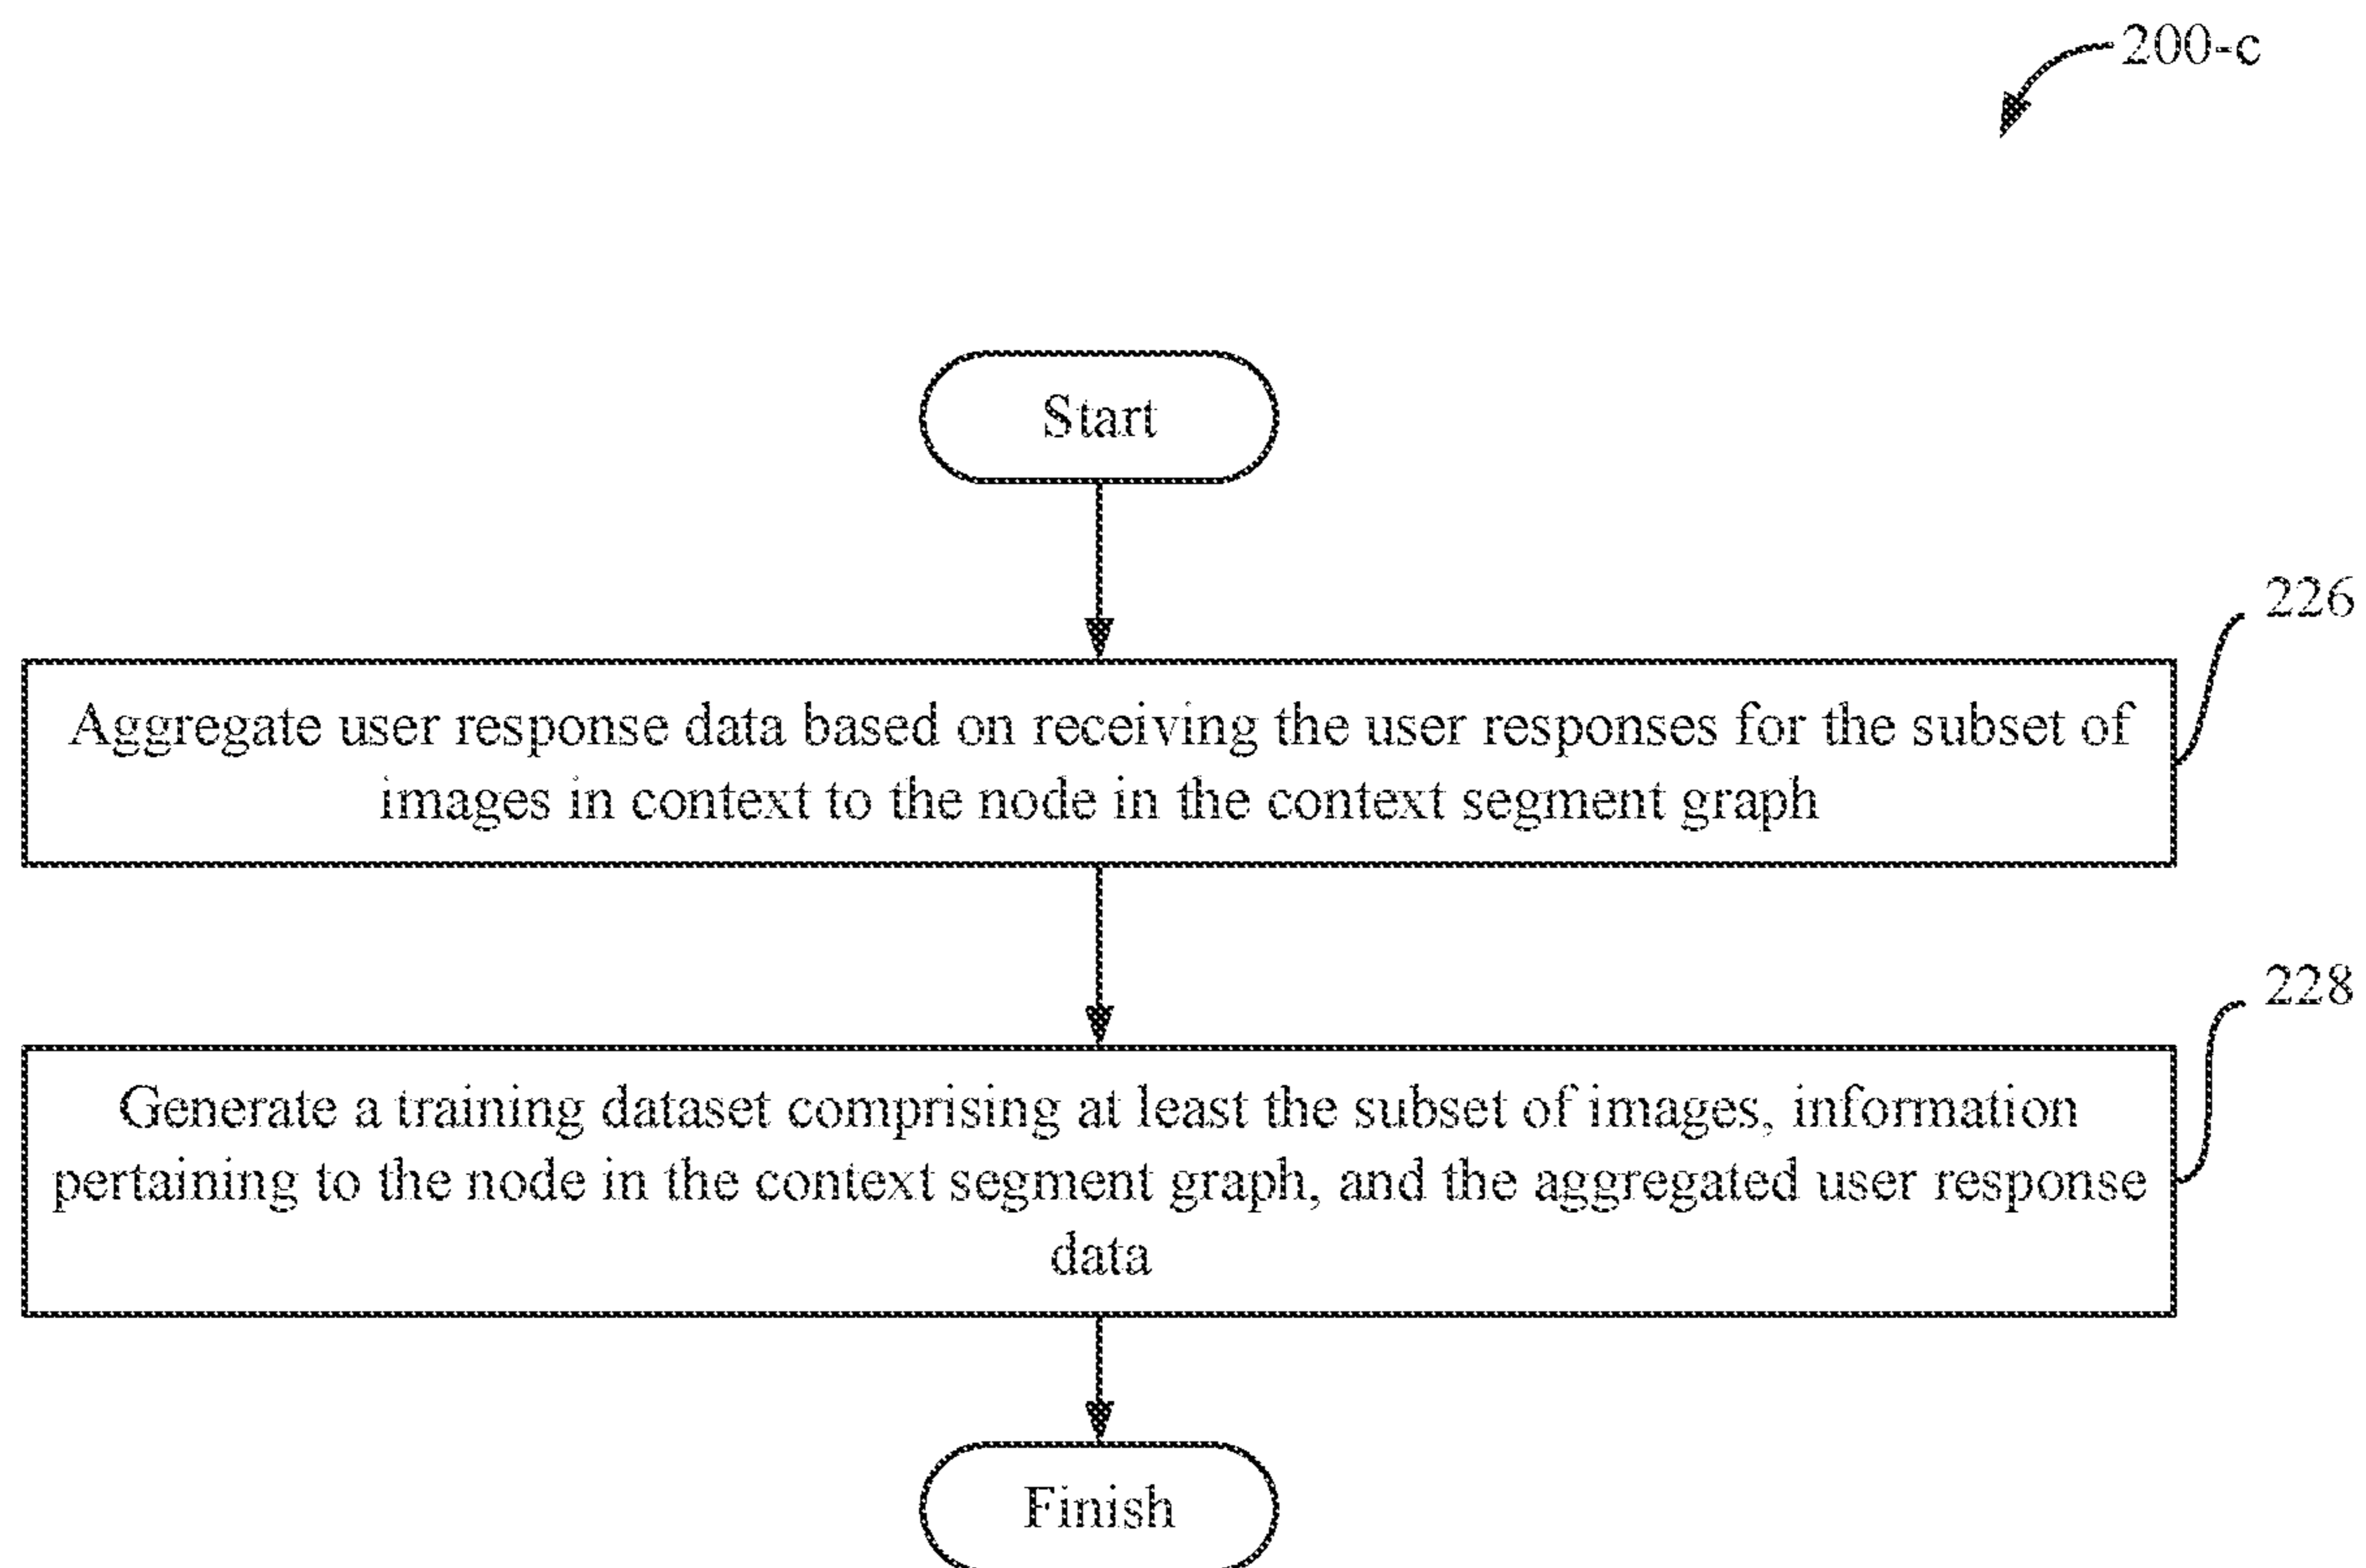 200-c
Start
226
Aggregate user response data based on receiving the user responses for the subset of
images in context to the node in the context segment graph
228
Generate a training dataset comprising at least the subset of images, information
pertaining to the node in the context segment graph, and the aggregated user response
data
Finish